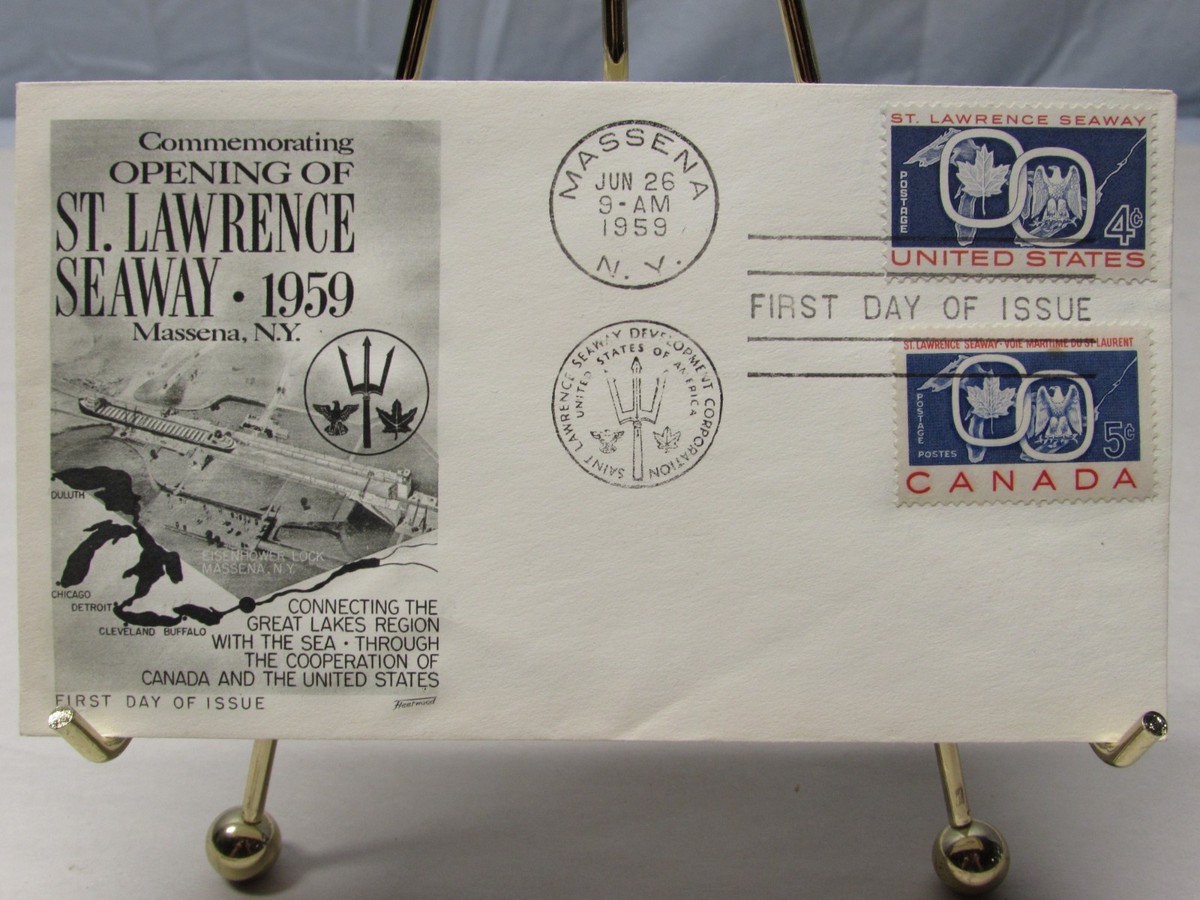 Commemorating
OPENING OF
ST. LAWRENCE
SEAWAY • 1959
Massena, N.Y.
DULUTH
CHICAGO
DETROIT
CLEVELAND BUFFALO
EISENHOWER LOCK
MASSENA, N.Y.
CONNECTING THE
GREAT LAKES REGION
WITH THE SEA • THROUGH
THE COOPERATION OF
CANADA AND THE UNITED STATES
FIRST DAY OF ISSUE
Fleetwood
MASSENA
JUN 26
9-AM
1959
N. Y.
SAINT LAWRENCE SEAWAY DEVELOPMENT CORPORATION
UNITED STATES OF AMERICA
ST. LAWRENCE SEAWAY
POSTAGE
4¢
UNITED STATES
FIRST DAY OF ISSUE
ST. LAWRENCE SEAWAY • VOIE MARITIME DU ST-LAURENT
POSTAGE
POSTES
5¢
CANADA